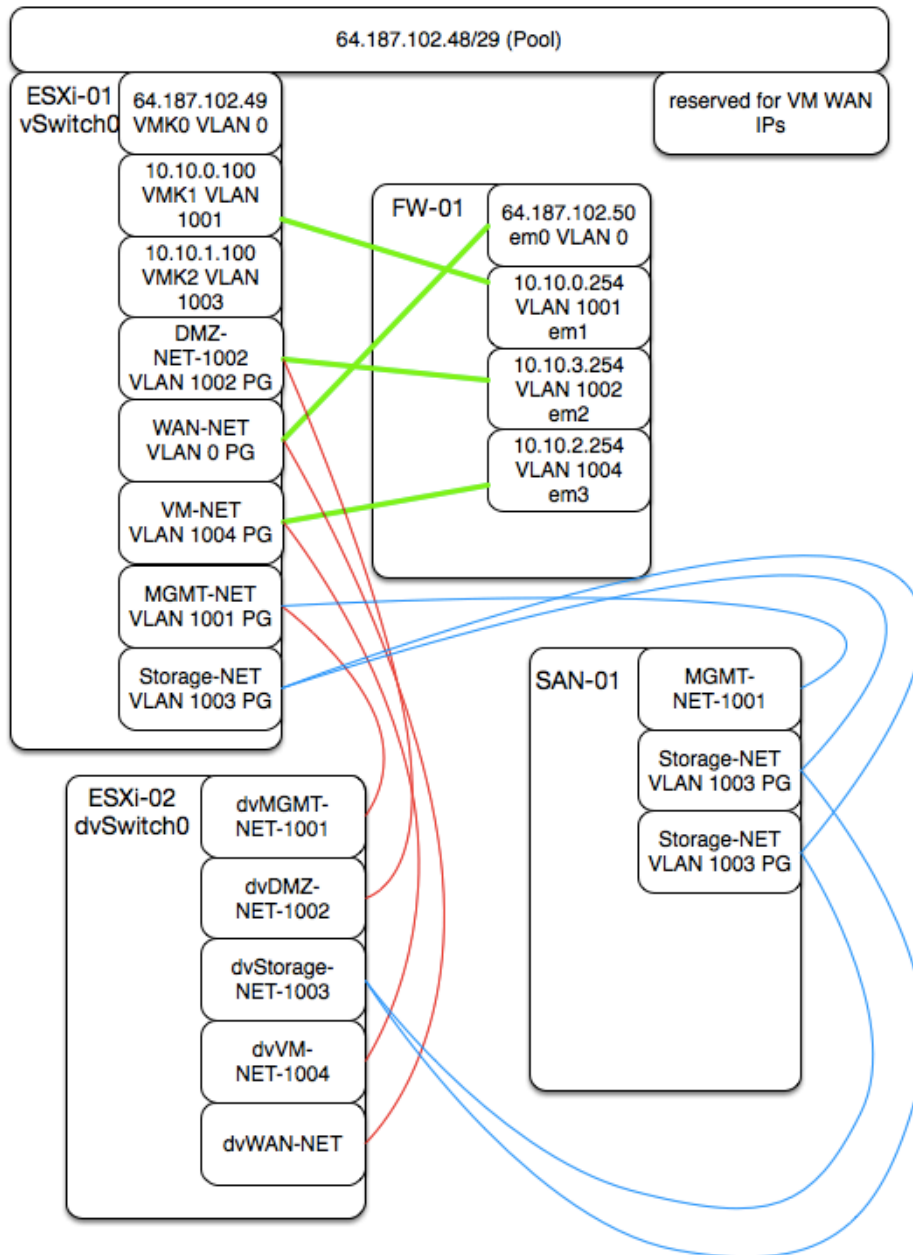 64.187.102.48/29 (Pool)
ESXi-01
vSwitch0
64.187.102.49
VMK0 VLAN 0
10.10.0.100
VMK1 VLAN
1001
10.10.1.100
VMK2 VLAN
1003
DMZ-
NET-1002
VLAN 1002 PG
WAN-NET
VLAN 0 PG
VM-NET
VLAN 1004 PG
MGMT-NET
VLAN 1001 PG
Storage-NET
VLAN 1003 PG
reserved for VM WAN
IPs
FW-01
64.187.102.50
em0 VLAN 0
10.10.0.254
VLAN 1001
em1
10.10.3.254
VLAN 1002
em2
10.10.2.254
VLAN 1004
em3
SAN-01
MGMT-
NET-1001
Storage-NET
VLAN 1003 PG
Storage-NET
VLAN 1003 PG
ESXi-02
dvSwitch0
dvMGMT-
NET-1001
dvDMZ-
NET-1002
dvStorage-
NET-1003
dvVM-
NET-1004
dvWAN-NET